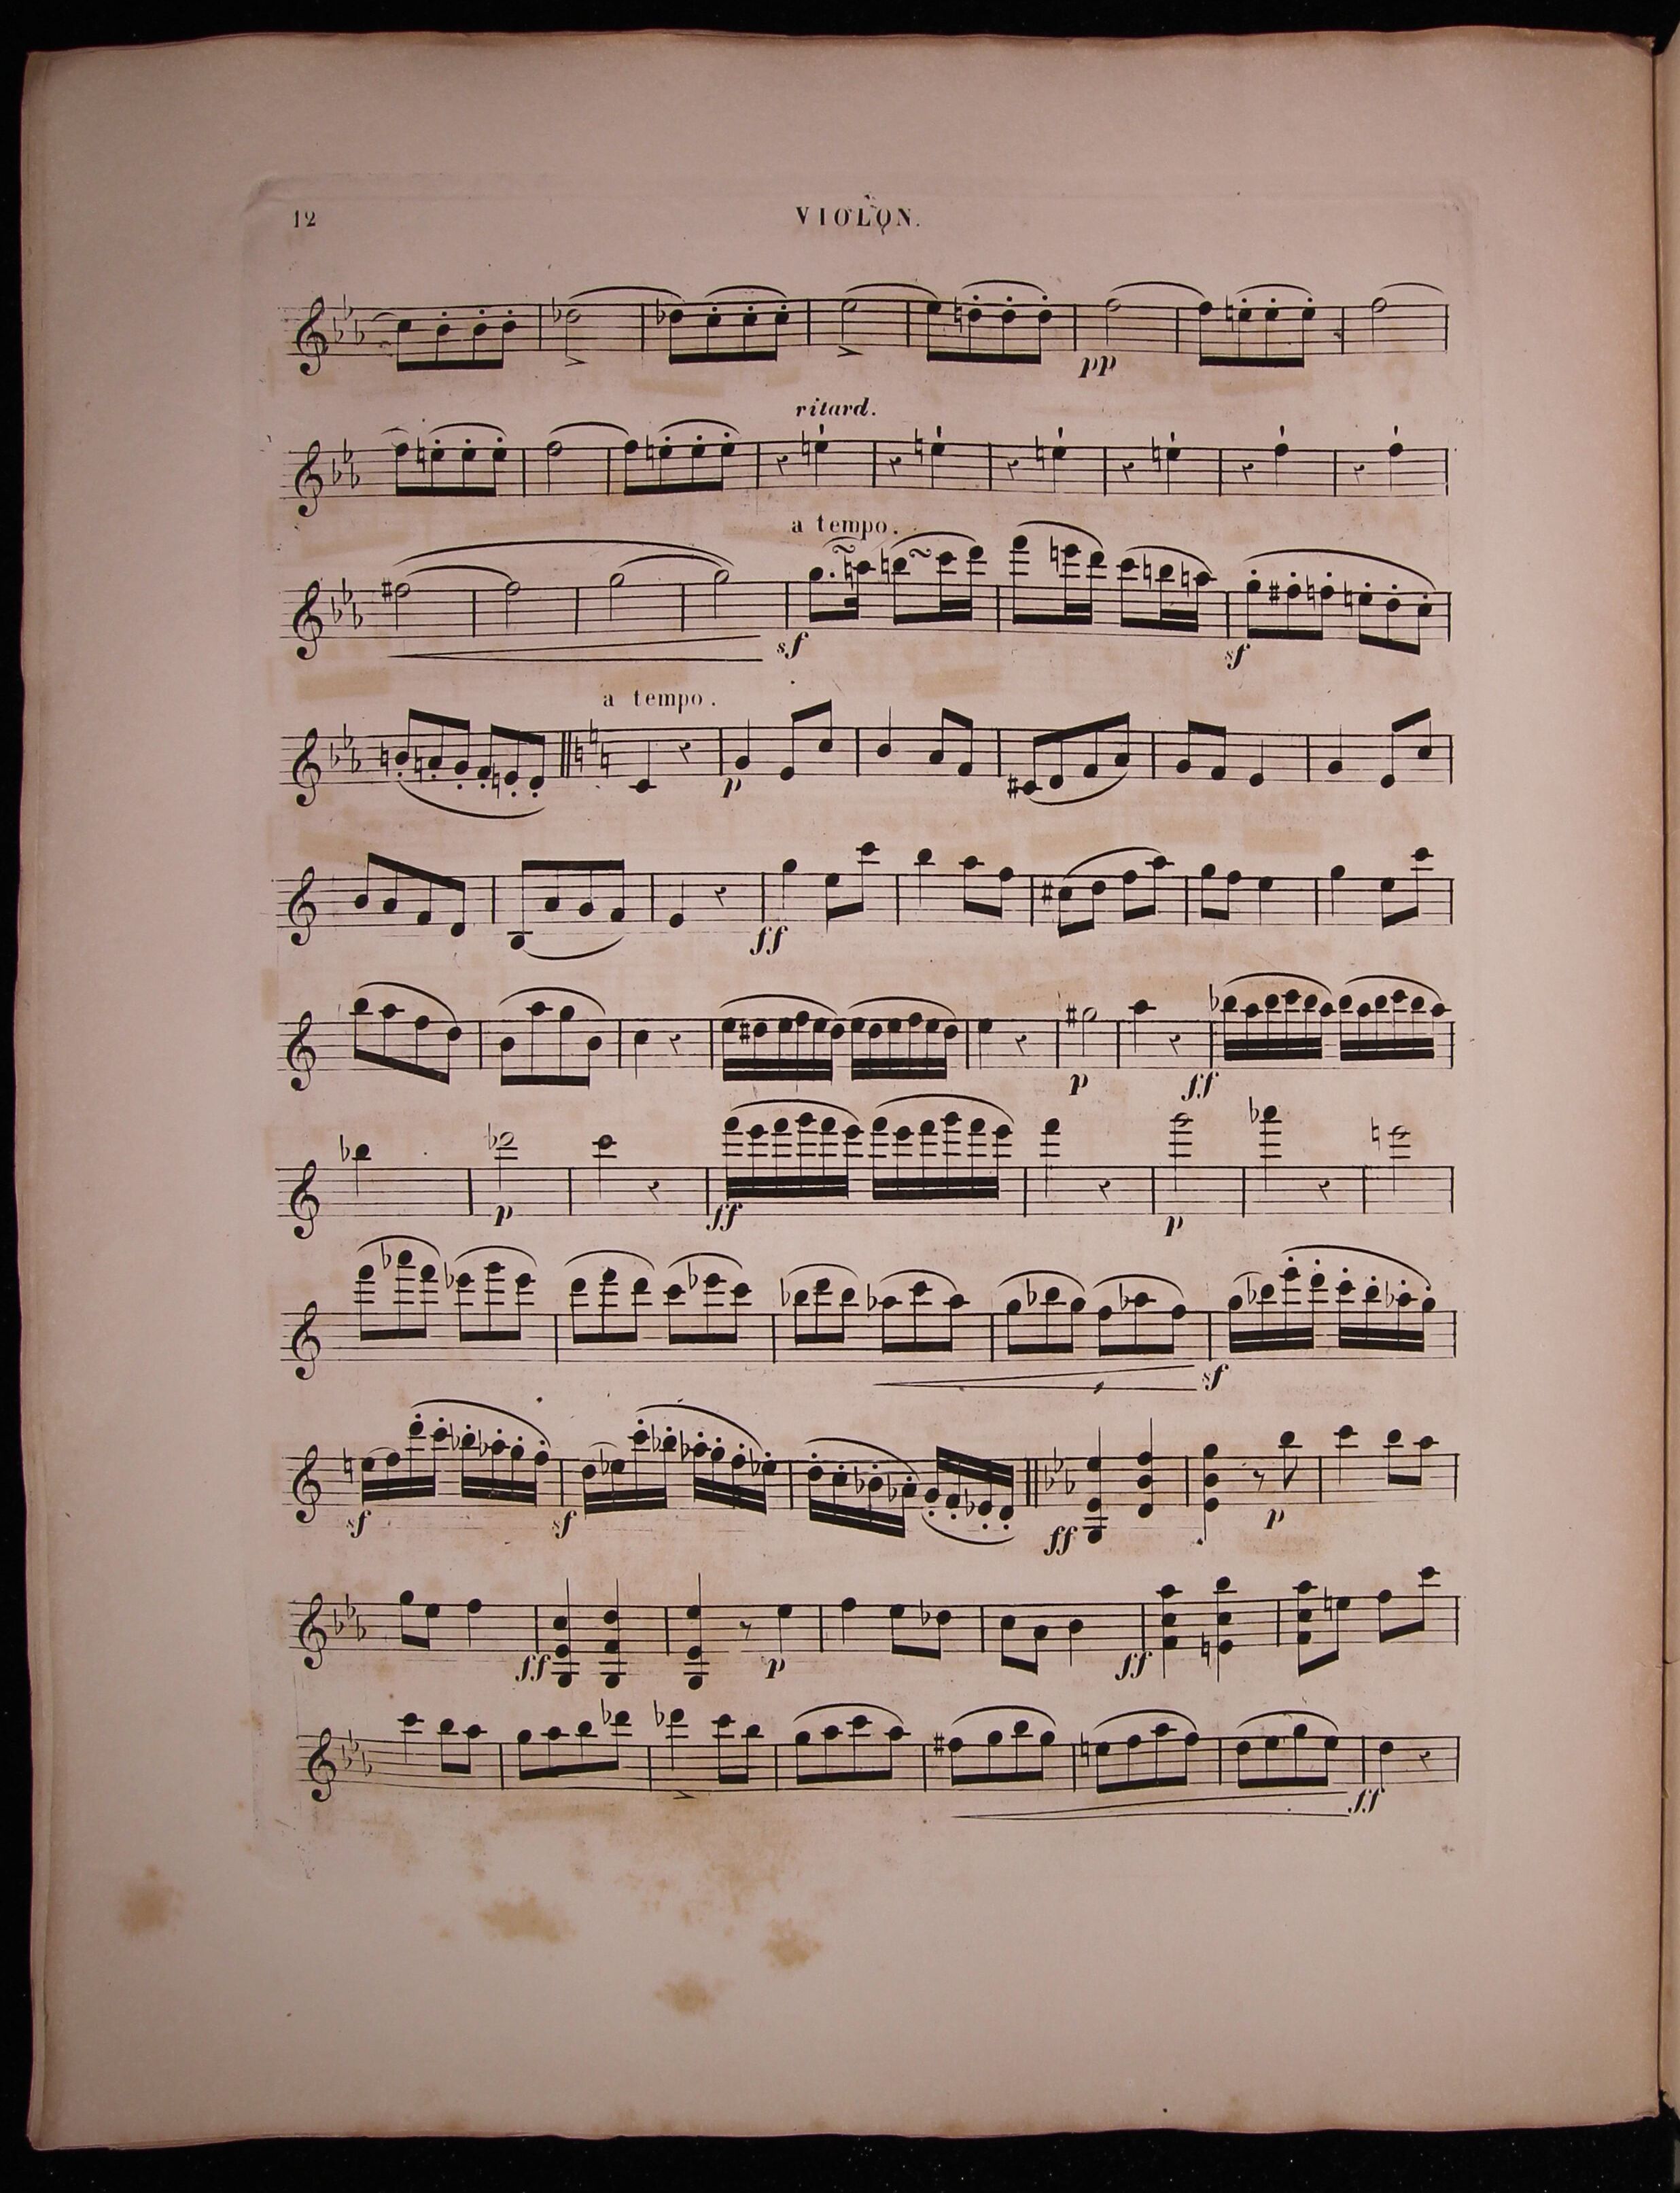 12
VIOLON.
pp
ritard.
a tempo.
sf sf
a tempo.
p
ff
p ff
p ff p
sf
sf sf ff p
ff p ff
ff